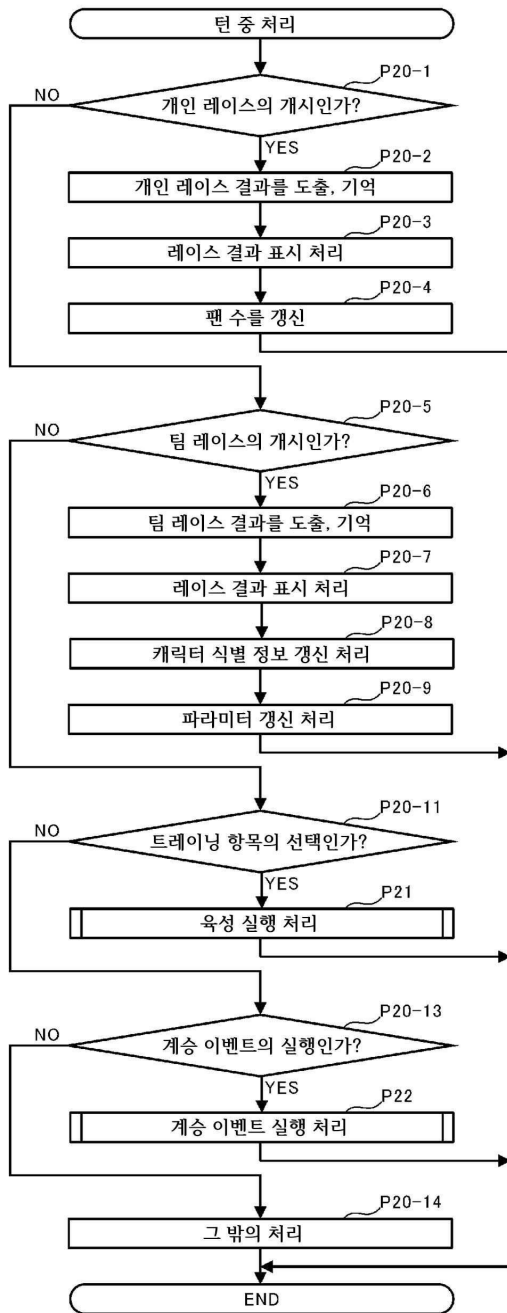 턴 중 처리
P20-1
NO
개인 레이스의 개시인가?
YES
P20-2
개인 레이스 결과를 도출, 기억
P20-3
레이스 결과 표시 처리
P20-4
팬 수를 갱신
P20-5
NO
팀 레이스의 개시인가?
YES
P20-6
팀 레이스 결과를 도출, 기억
P20-7
레이스 결과 표시 처리
P20-8
캐릭터 식별 정보 갱신 처리
P20-9
파라미터 갱신 처리
P20-11
NO
트레이닝 항목의 선택인가?
YES
P21
육성 실행 처리
P20-13
NO
계승 이벤트의 실행인가?
YES
P22
계승 이벤트 실행 처리
P20-14
그 밖의 처리
END